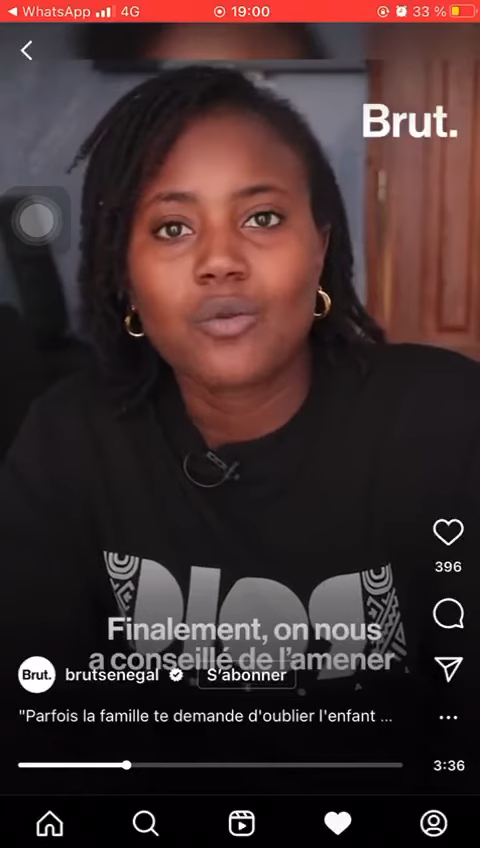 WhatsApp 4G 19:00 33 %
Brut.
396
Finalement, on nous
a conseillé de l'amener
Brut. brutsenegal S'abonner
"Parfois la famille te demande d'oublier l'enfant ...
3:36